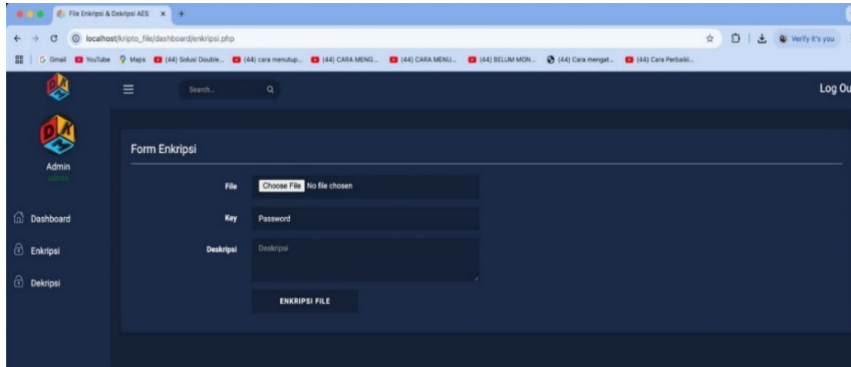 File Enkripsi & Dekripsi AES
localhost/kripto_file/dashboard/enkripsi.php
Verify it's you
Gmail
YouTube
Maps
(44) Solusi Double...
(44) cara menutup...
(44) CARA MENG...
(44) CARA MENU...
(44) BELUM MON...
(44) Cara mengat...
(44) Cara Perbaiki...
DKN
Search...
Log Ou
DKN
Admin
admin
Dashboard
Enkripsi
Dekripsi
Form Enkripsi
File
Choose File No file chosen
Key
Password
Deskripsi
Deskripsi
ENKRIPSI FILE